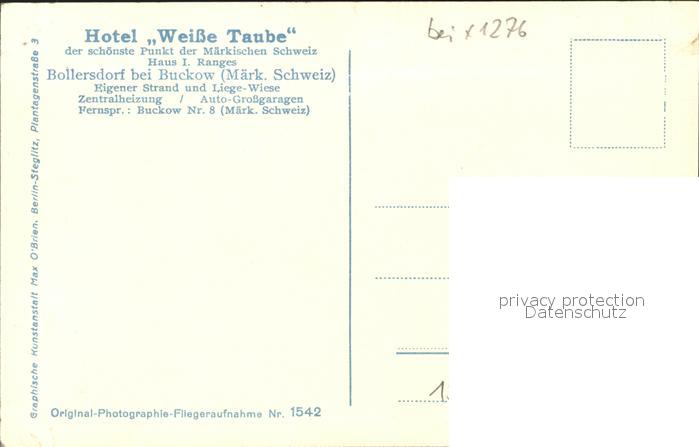 Hotel „Weiße Taube“
der schönste Punkt der Märkischen Schweiz
Haus I. Ranges
Bollersdorf bei Buckow (Märk. Schweiz)
Eigener Strand und Liege-Wiese
Zentralheizung / Auto-Großgaragen
Fernspr.: Buckow Nr. 8 (Märk. Schweiz)
bei x1276
Graphische Kunstanstalt Max O'Brien, Berlin-Steglitz, Plantagenstraße 3
privacy protection
Datenschutz
Original-Photographie-Fliegeraufnahme Nr. 1542